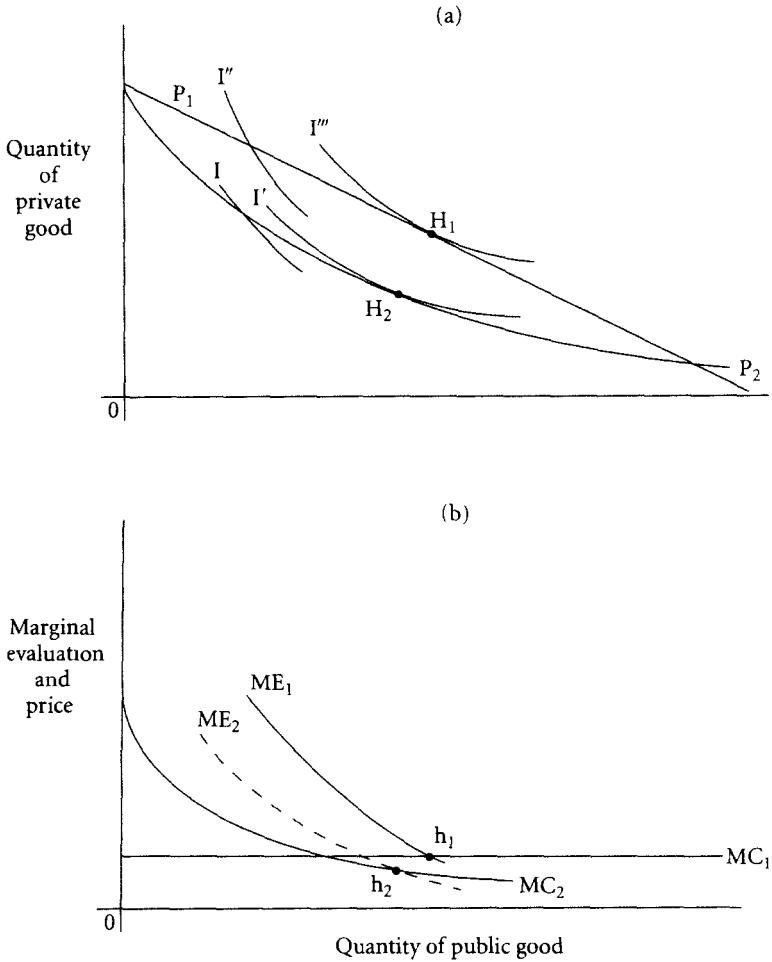 (a)
I″
P₁
I‴
Quantity
of
private
good
I
I′
H₁
H₂
P₂
0
(b)
Marginal
evaluation
and
price
ME₁
ME₂
h₁
MC₁
h₂
MC₂
0
Quantity of public good